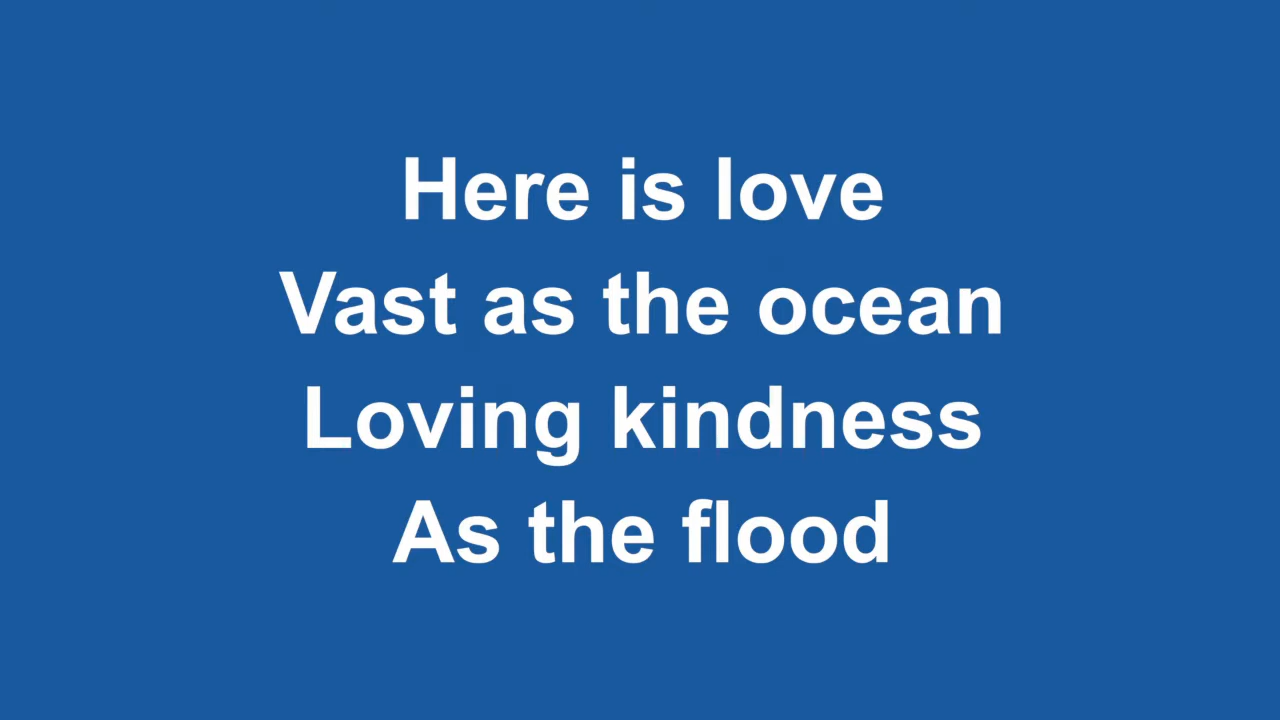 Here is love
Vast as the ocean
Loving kindness
As the flood